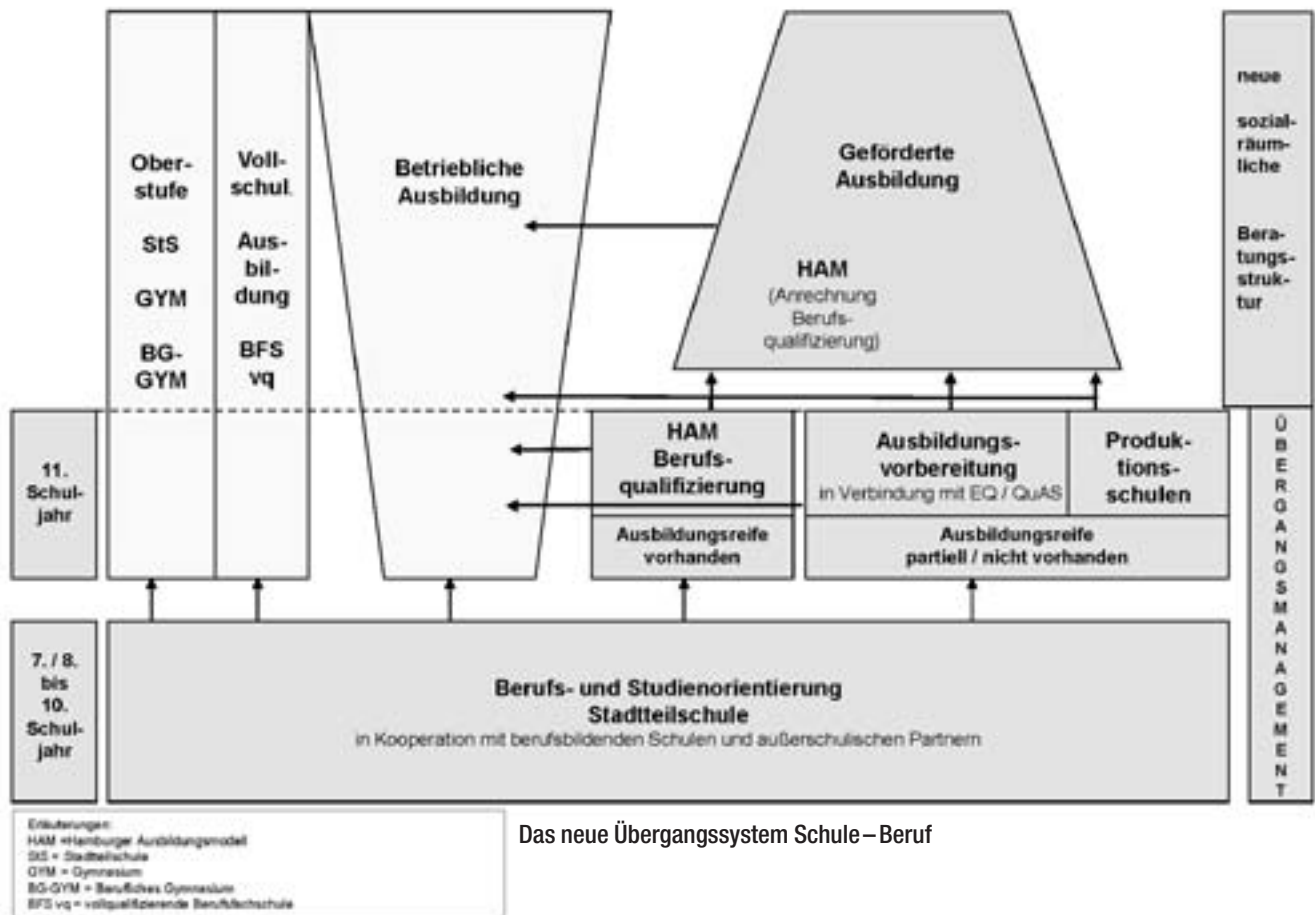 Ober-
stufe
StS
GYM
BG-
GYM
Voll-
schul.
Aus-
bil-
dung
BFS
vq
Betriebliche
Ausbildung
Geförderte
Ausbildung
HAM
(Anrechnung
Berufs-
qualifizierung)
neue
sozial-
räum-
liche
Bera-
tungs-
struk-
tur
11.
Schul-
jahr
HAM
Berufs-
qualifizierung
Ausbildungsreife
vorhanden
Ausbildungs-
vorbereitung
in Verbindung mit EQ / QuAS
Produk-
tions-
schulen
Ausbildungsreife
partiell / nicht vorhanden
ÜBERGANGSMANAGEMENT
7. / 8.
bis
10.
Schul-
jahr
Berufs- und Studienorientierung
Stadtteilschule
in Kooperation mit berufsbildenden Schulen und außerschulischen Partnern
Erläuterungen:
HAM =Hamburger Ausbildungsmodell
StS = Stadtteilschule
GYM = Gymnasium
BG-GYM = Berufliches Gymnasium
BFS vq = vollqualifizierende Berufsfachschule
Das neue Übergangssystem Schule – Beruf